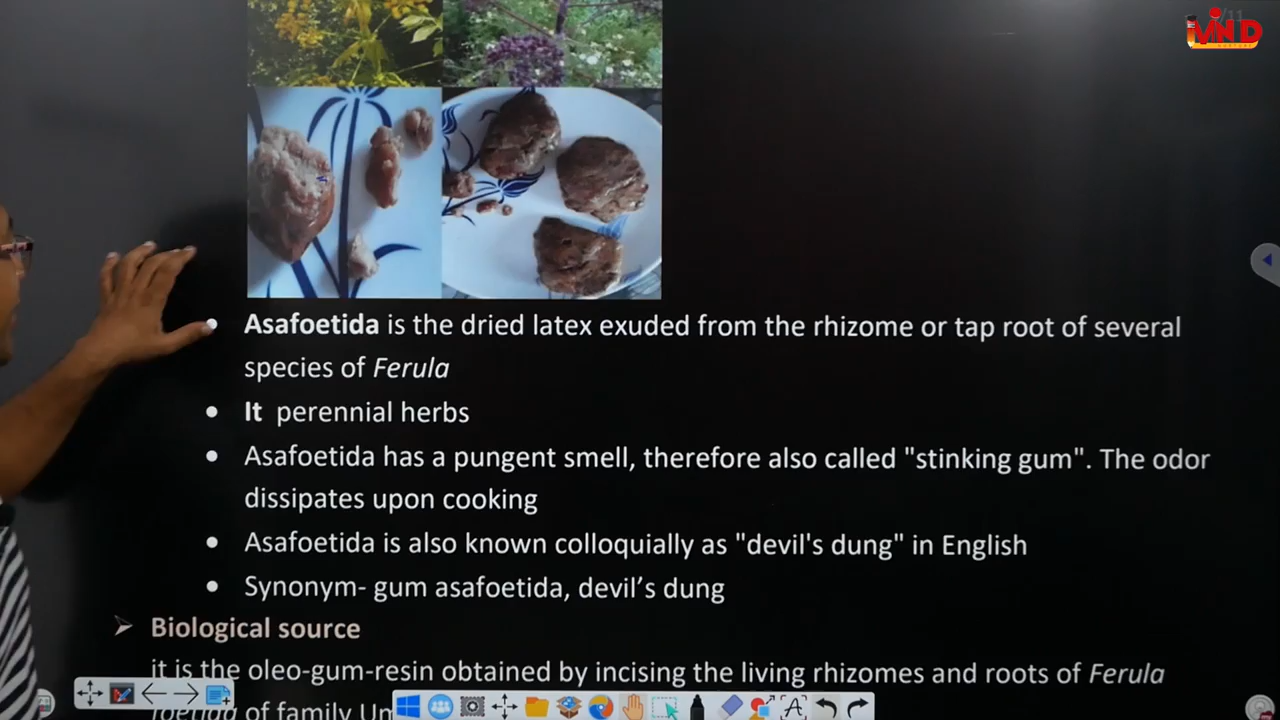 MIND
Asafoetida is the dried latex exuded from the rhizome or tap root of several
species of Ferula
It perennial herbs
Asafoetida has a pungent smell, therefore also called "stinking gum". The odor
dissipates upon cooking
Asafoetida is also known colloquially as "devil's dung" in English
Synonym- gum asafoetida, devil’s dung
Biological source
it is the oleo-gum-resin obtained by incising the living rhizomes and roots of Ferula
foetida of family Um